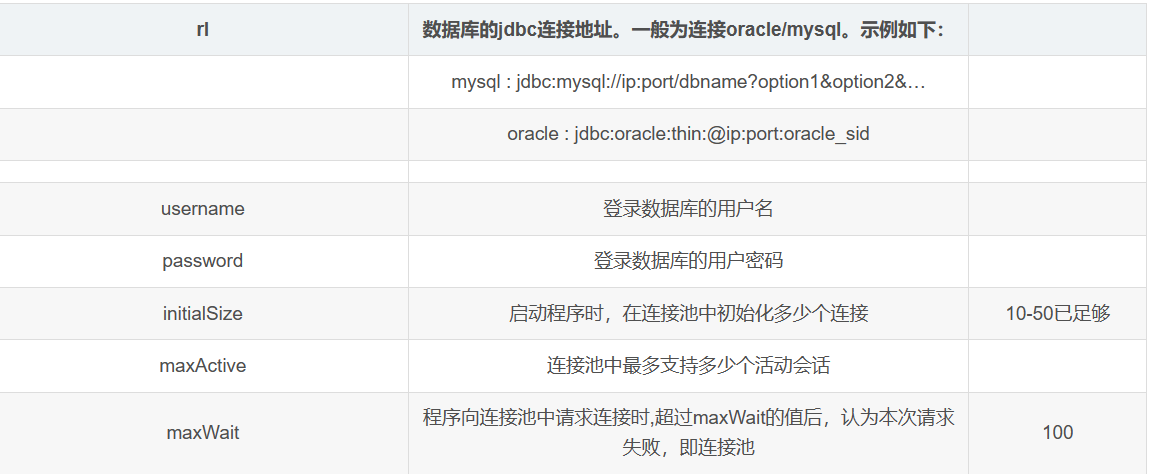 rl
数据库的jdbc连接地址。一般为连接oracle/mysql。示例如下：
mysql : jdbc:mysql://ip:port/dbname?option1&option2&…
oracle : jdbc:oracle:thin:@ip:port:oracle_sid
username
登录数据库的用户名
password
登录数据库的用户密码
initialSize
启动程序时，在连接池中初始化多少个连接
10-50已足够
maxActive
连接池中最多支持多少个活动会话
maxWait
程序向连接池中请求连接时,超过maxWait的值后，认为本次请求
失败，即连接池
100